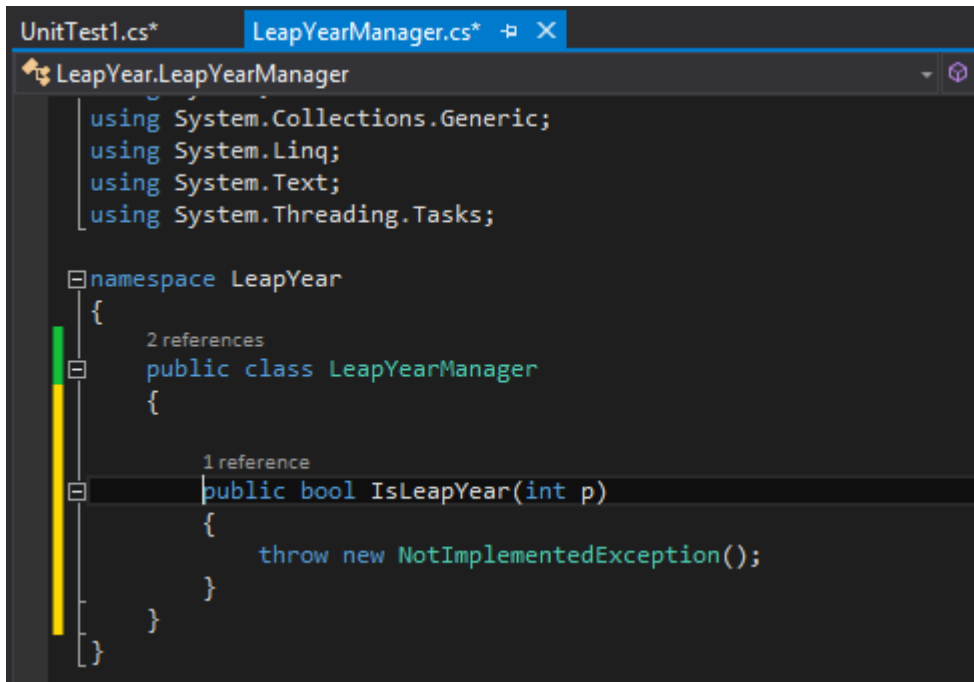 UnitTest1.cs* LeapYearManager.cs*
LeapYear.LeapYearManager
using System.Collections.Generic;
using System.Linq;
using System.Text;
using System.Threading.Tasks;
namespace LeapYear
{
2 references
public class LeapYearManager
{
1 reference
public bool IsLeapYear(int p)
{
throw new NotImplementedException();
}
}
}